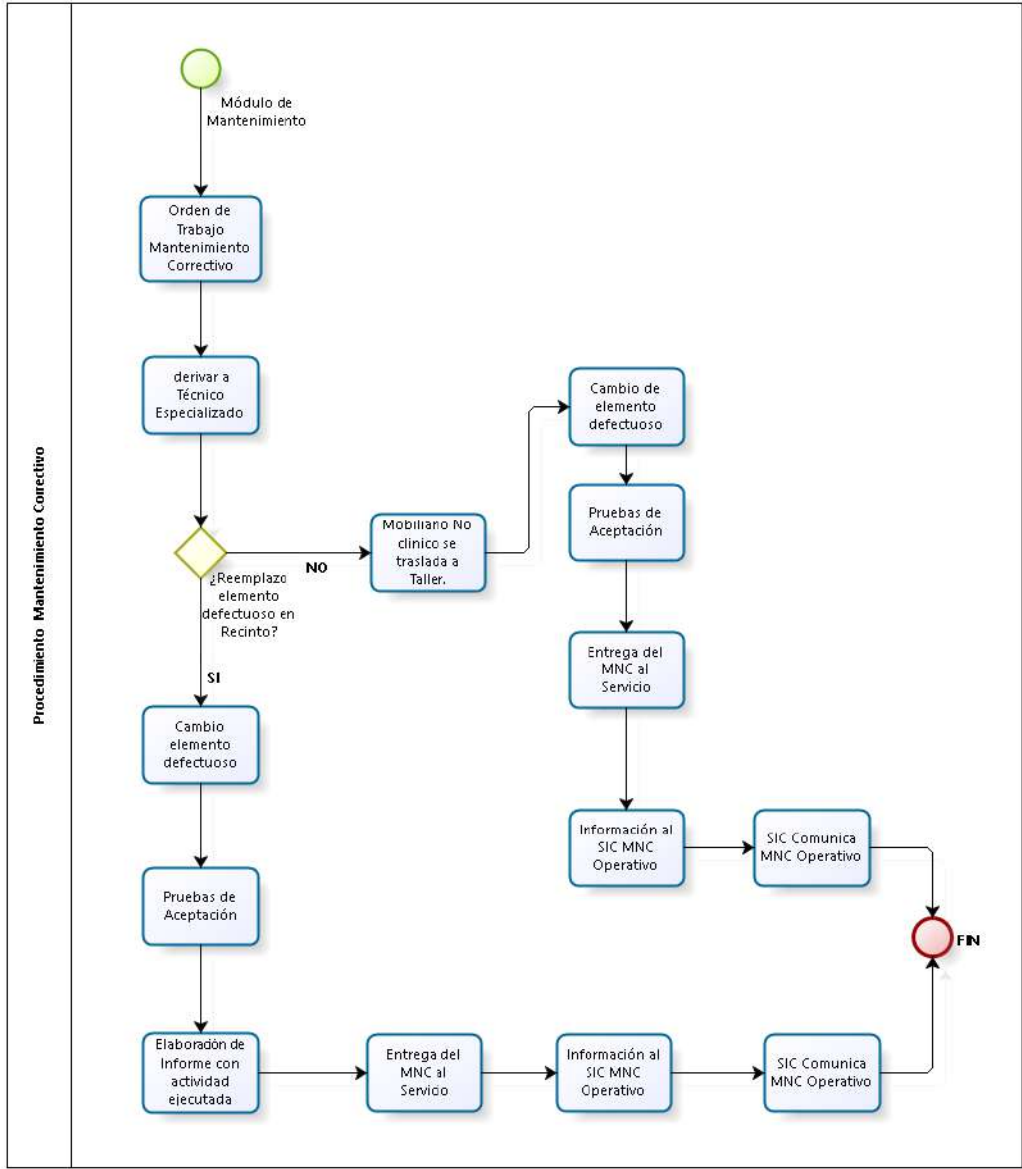 Procedimiento Mantenimiento Correctivo
Módulo de
Mantenimiento
Orden de
Trabajo
Mantenimiento
Correctivo
derivar a
Técnico
Especializado
¿Reemplazo
elemento
defectuoso en
Recinto?
NO
SI
Mobiliario No
clinico se
traslada a
Taller.
Cambio de
elemento
defectuoso
Pruebas de
Aceptación
Entrega del
MNC al
Servicio
Información al
SIC MNC
Operativo
SIC Comunica
MNC Operativo
FIN
Cambio
elemento
defectuoso
Pruebas de
Aceptación
Elaboración de
Informe con
actividad
ejecutada
Entrega del
MNC al
Servicio
Información al
SIC MNC
Operativo
SIC Comunica
MNC Operativo